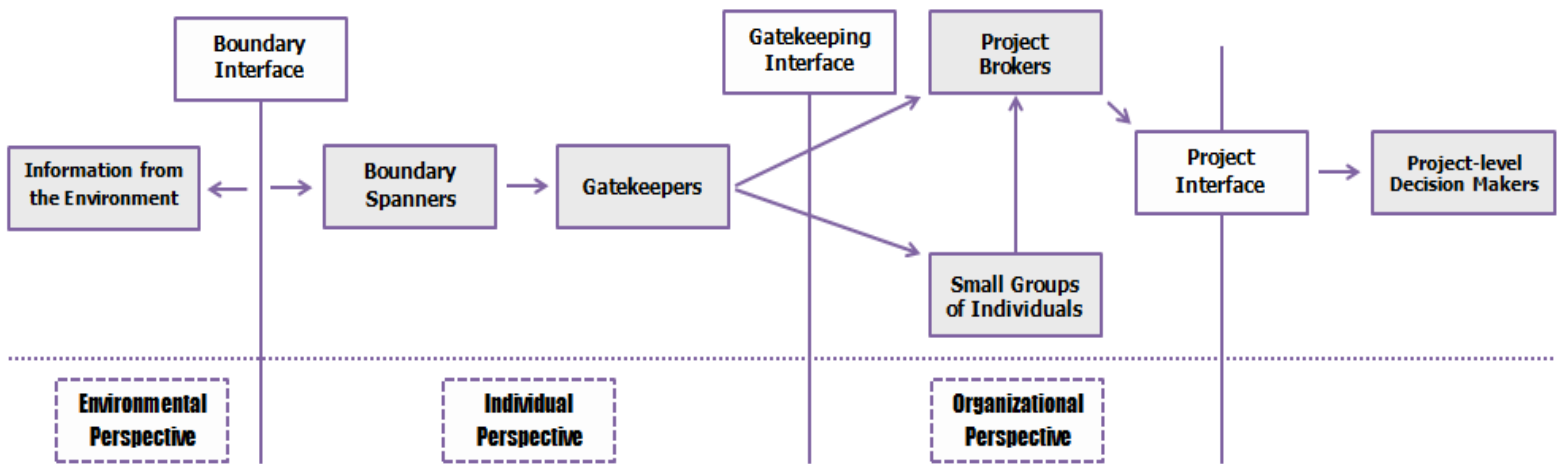 Boundary
Interface
Gatekeeping
Interface
Project
Brokers
Information from
the Environment
Boundary
Spanners
Gatekeepers
Project
Interface
Project-level
Decision Makers
Small Groups
of Individuals
Environmental
Perspective
Individual
Perspective
Organizational
Perspective